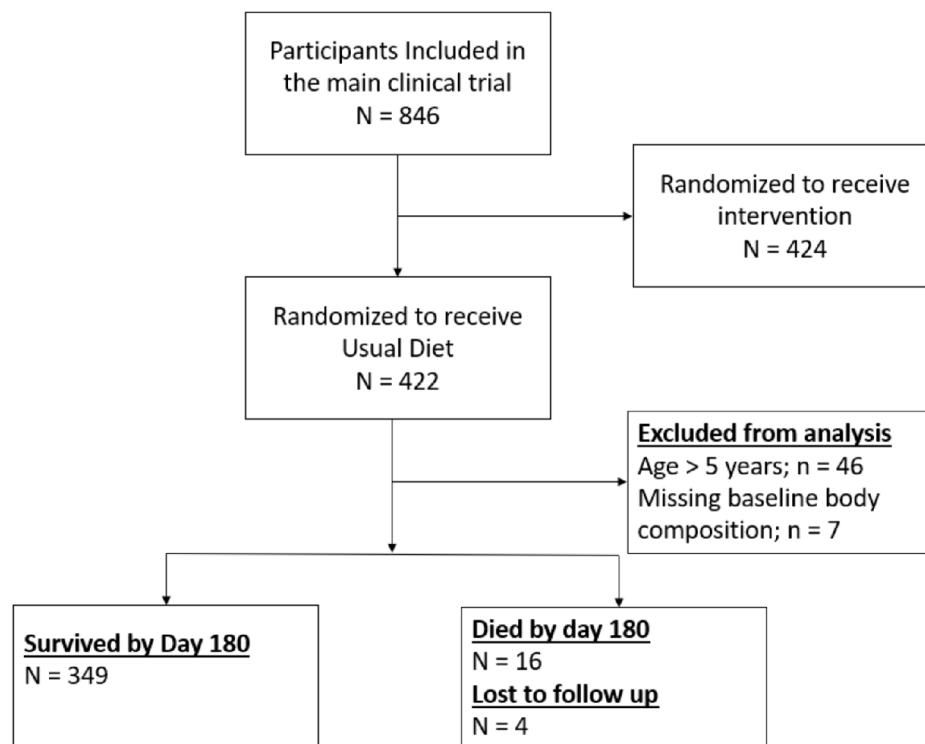 Participants Included in
the main clinical trial
N = 846
Randomized to receive
intervention
N = 424
Randomized to receive
Usual Diet
N = 422
Excluded from analysis
Age > 5 years; n = 46
Missing baseline body
composition; n = 7
Survived by Day 180
N = 349
Died by day 180
N = 16
Lost to follow up
N = 4